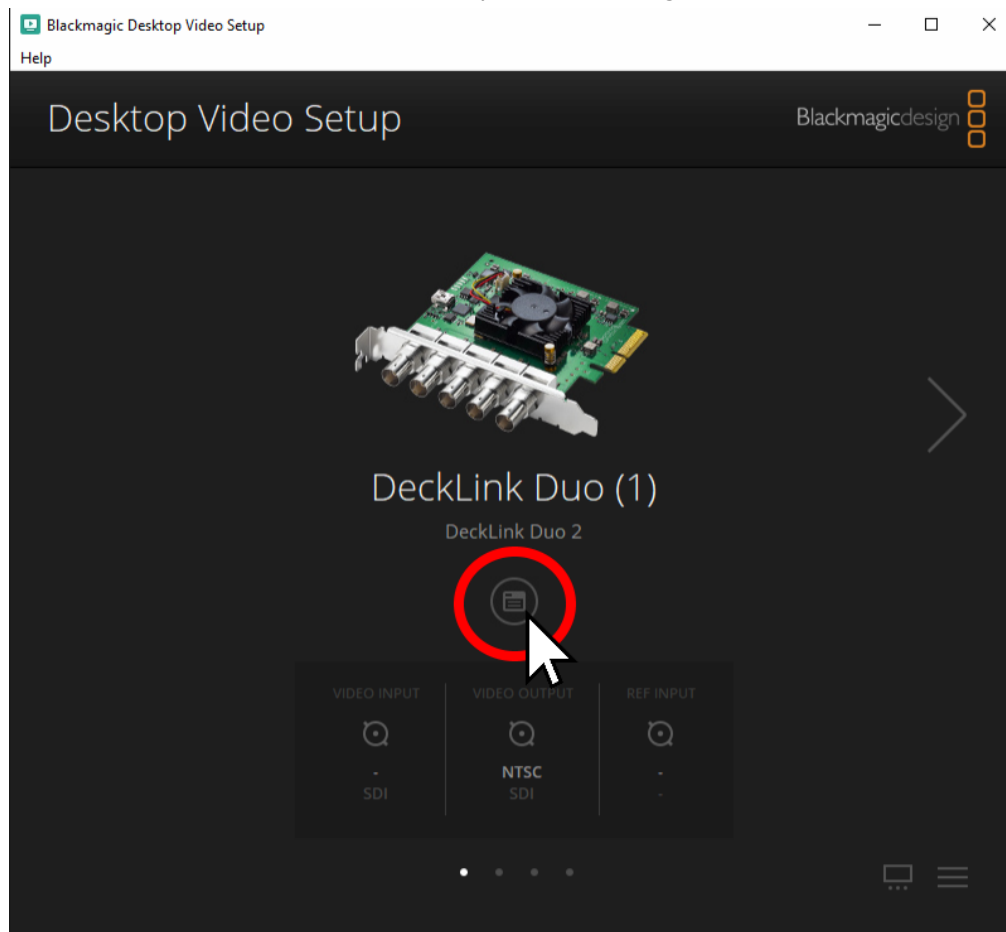 Blackmagic Desktop Video Setup
Help
Desktop Video Setup
Blackmagicdesign
DeckLink Duo (1)
DeckLink Duo 2
VIDEO INPUT VIDEO OUTPUT REF INPUT
- NTSC -
SDI SDI -